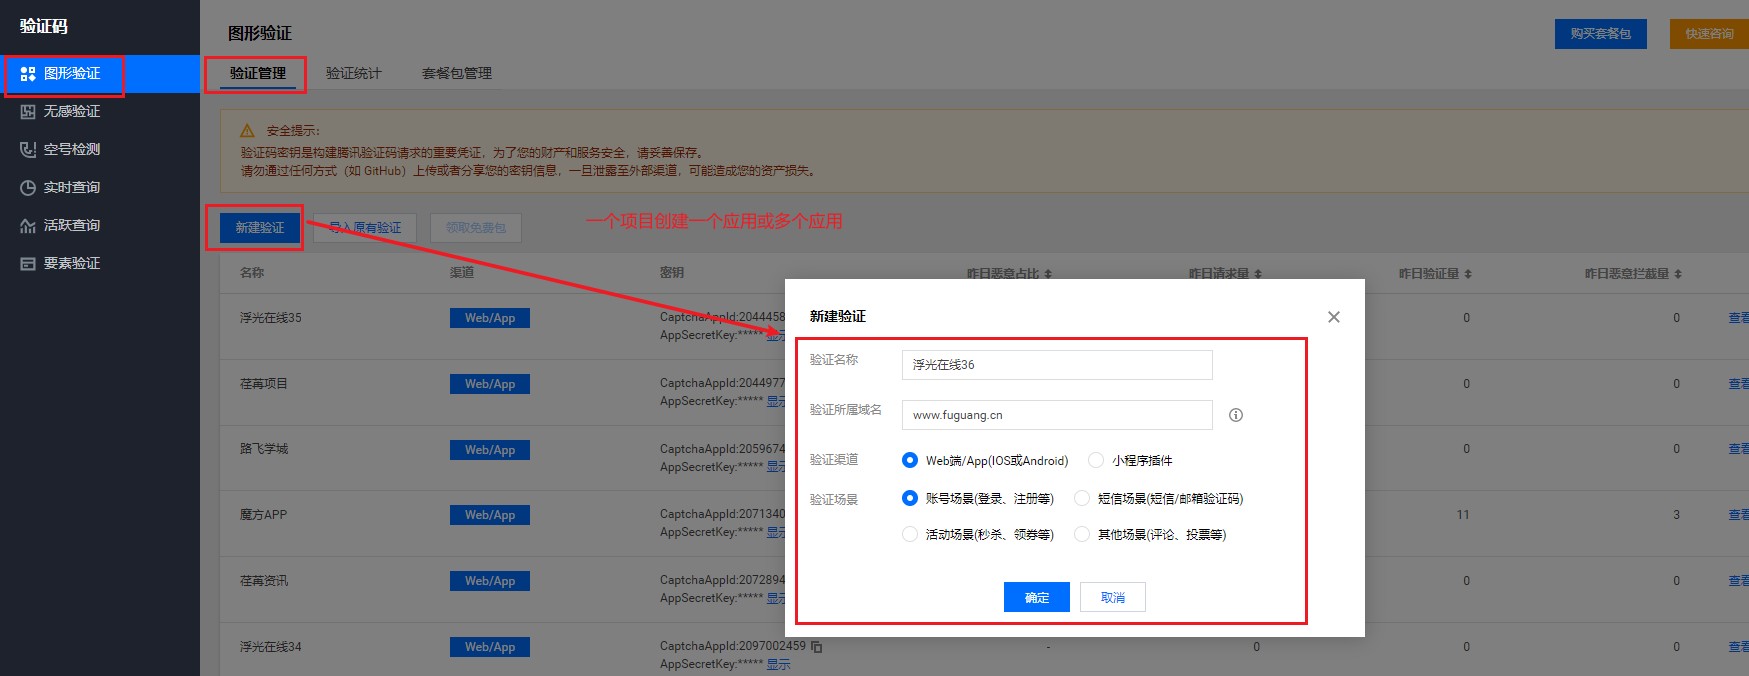 验证码
图形验证
无感验证
空号检测
实时查询
活跃查询
要素验证
图形验证
购买套餐包
快速咨询
验证管理
验证统计
套餐包管理
安全提示：
验证码密钥是构建腾讯验证码请求的重要凭证，为了您的财产和服务安全，请妥善保存。
请勿通过任何方式（如 GitHub）上传或者分享您的密钥信息，一旦泄露至外部渠道，可能造成您的资产损失。
新建验证
导入原有验证
领取免费包
一个项目创建一个应用或多个应用
名称
渠道
密钥
昨日恶意占比
昨日请求量
昨日验证量
昨日恶意拦截量
浮光在线35
Web/App
CaptchaAppId:2044458
AppSecretKey:***** 显示
0
0
查看
荏苒项目
Web/App
CaptchaAppId:2044977
AppSecretKey:***** 显示
0
0
查看
路飞学城
Web/App
CaptchaAppId:2059674
AppSecretKey:***** 显示
0
0
查看
魔方APP
Web/App
CaptchaAppId:2071340
AppSecretKey:***** 显示
11
3
查看
荏苒资讯
Web/App
CaptchaAppId:2072894
AppSecretKey:***** 显示
0
0
查看
浮光在线34
Web/App
CaptchaAppId:2097002459
AppSecretKey:***** 显示
-
0
0
0
查看
新建验证
验证名称
浮光在线36
验证所属域名
www.fuguang.cn
验证渠道
Web端/App(IOS或Android)
小程序插件
验证场景
账号场景(登录、注册等)
短信场景(短信/邮箱验证码)
活动场景(秒杀、领券等)
其他场景(评论、投票等)
确定
取消